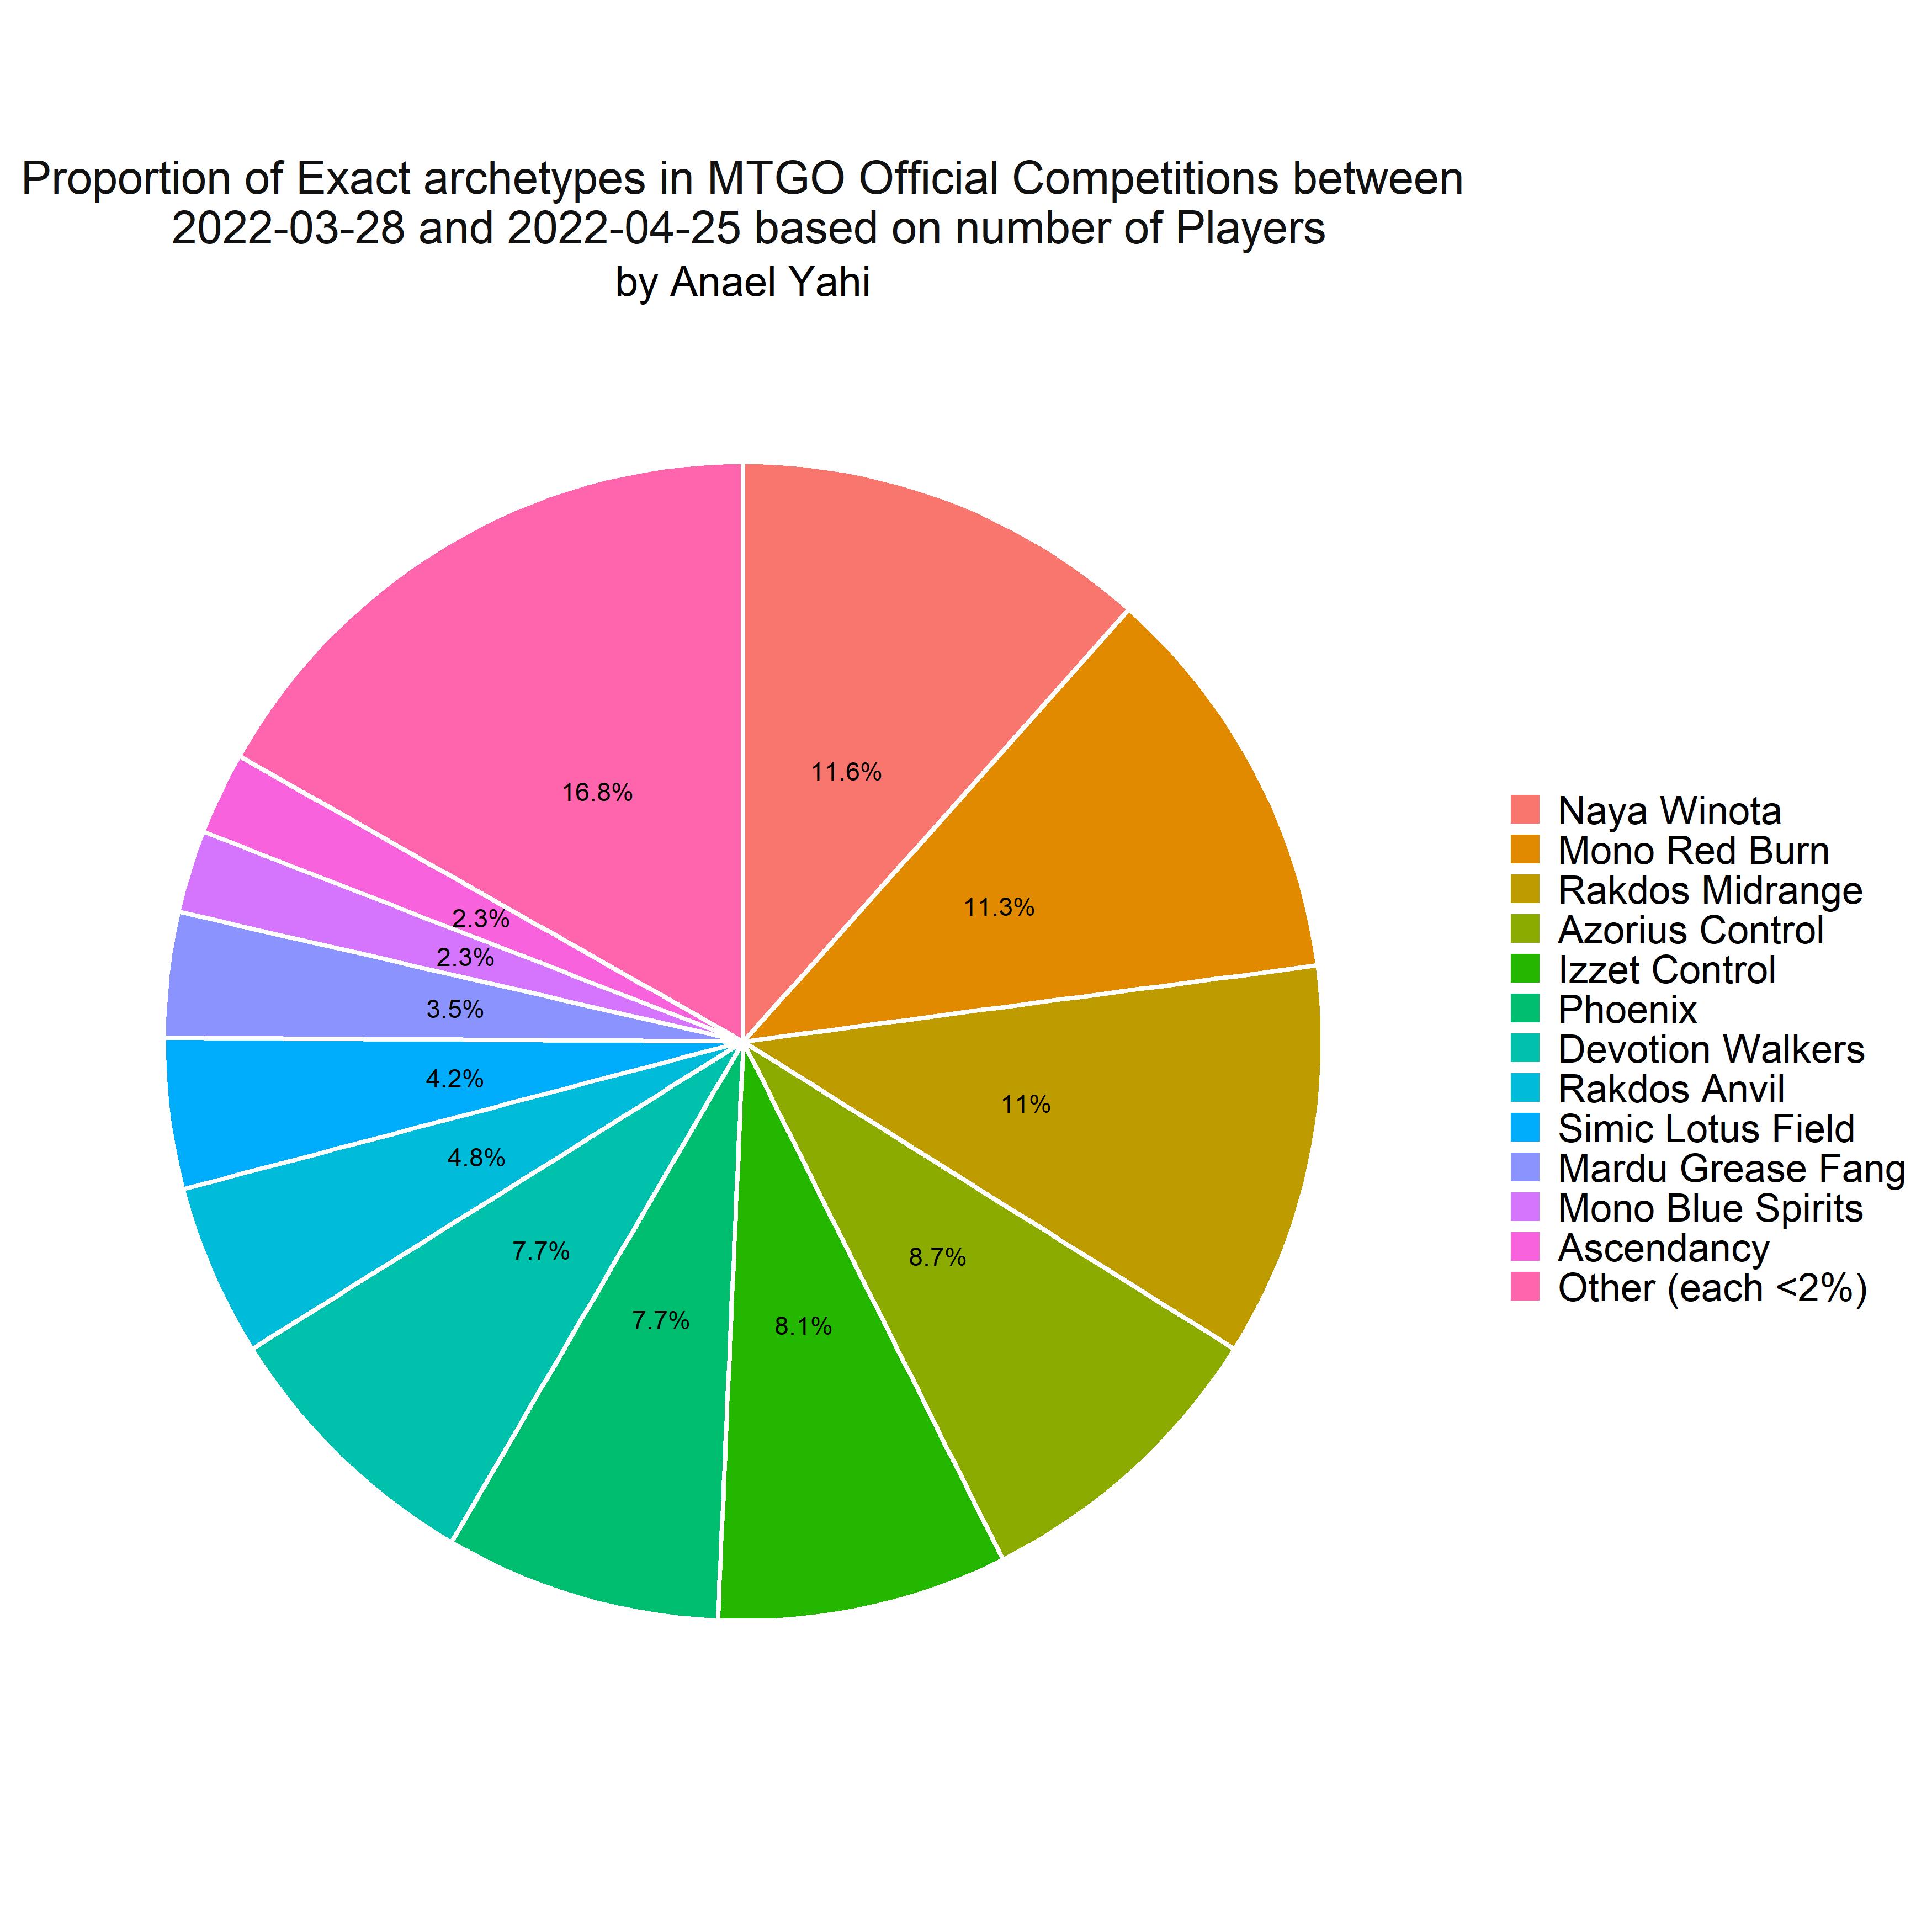 Proportion of Exact archetypes in MTGO Official Competitions between
2022-03-28 and 2022-04-25 based on number of Players
by Anael Yahi
16.8%
11.6%
11.3%
2.3%
2.3%
3.5%
11%
4.2%
4.8%
7.7%
8.7%
7.7%
8.1%
Naya Winota
Mono Red Burn
Rakdos Midrange
Azorius Control
Izzet Control
Phoenix
Devotion Walkers
Rakdos Anvil
Simic Lotus Field
Mardu Grease Fang
Mono Blue Spirits
Ascendancy
Other (each <2%)